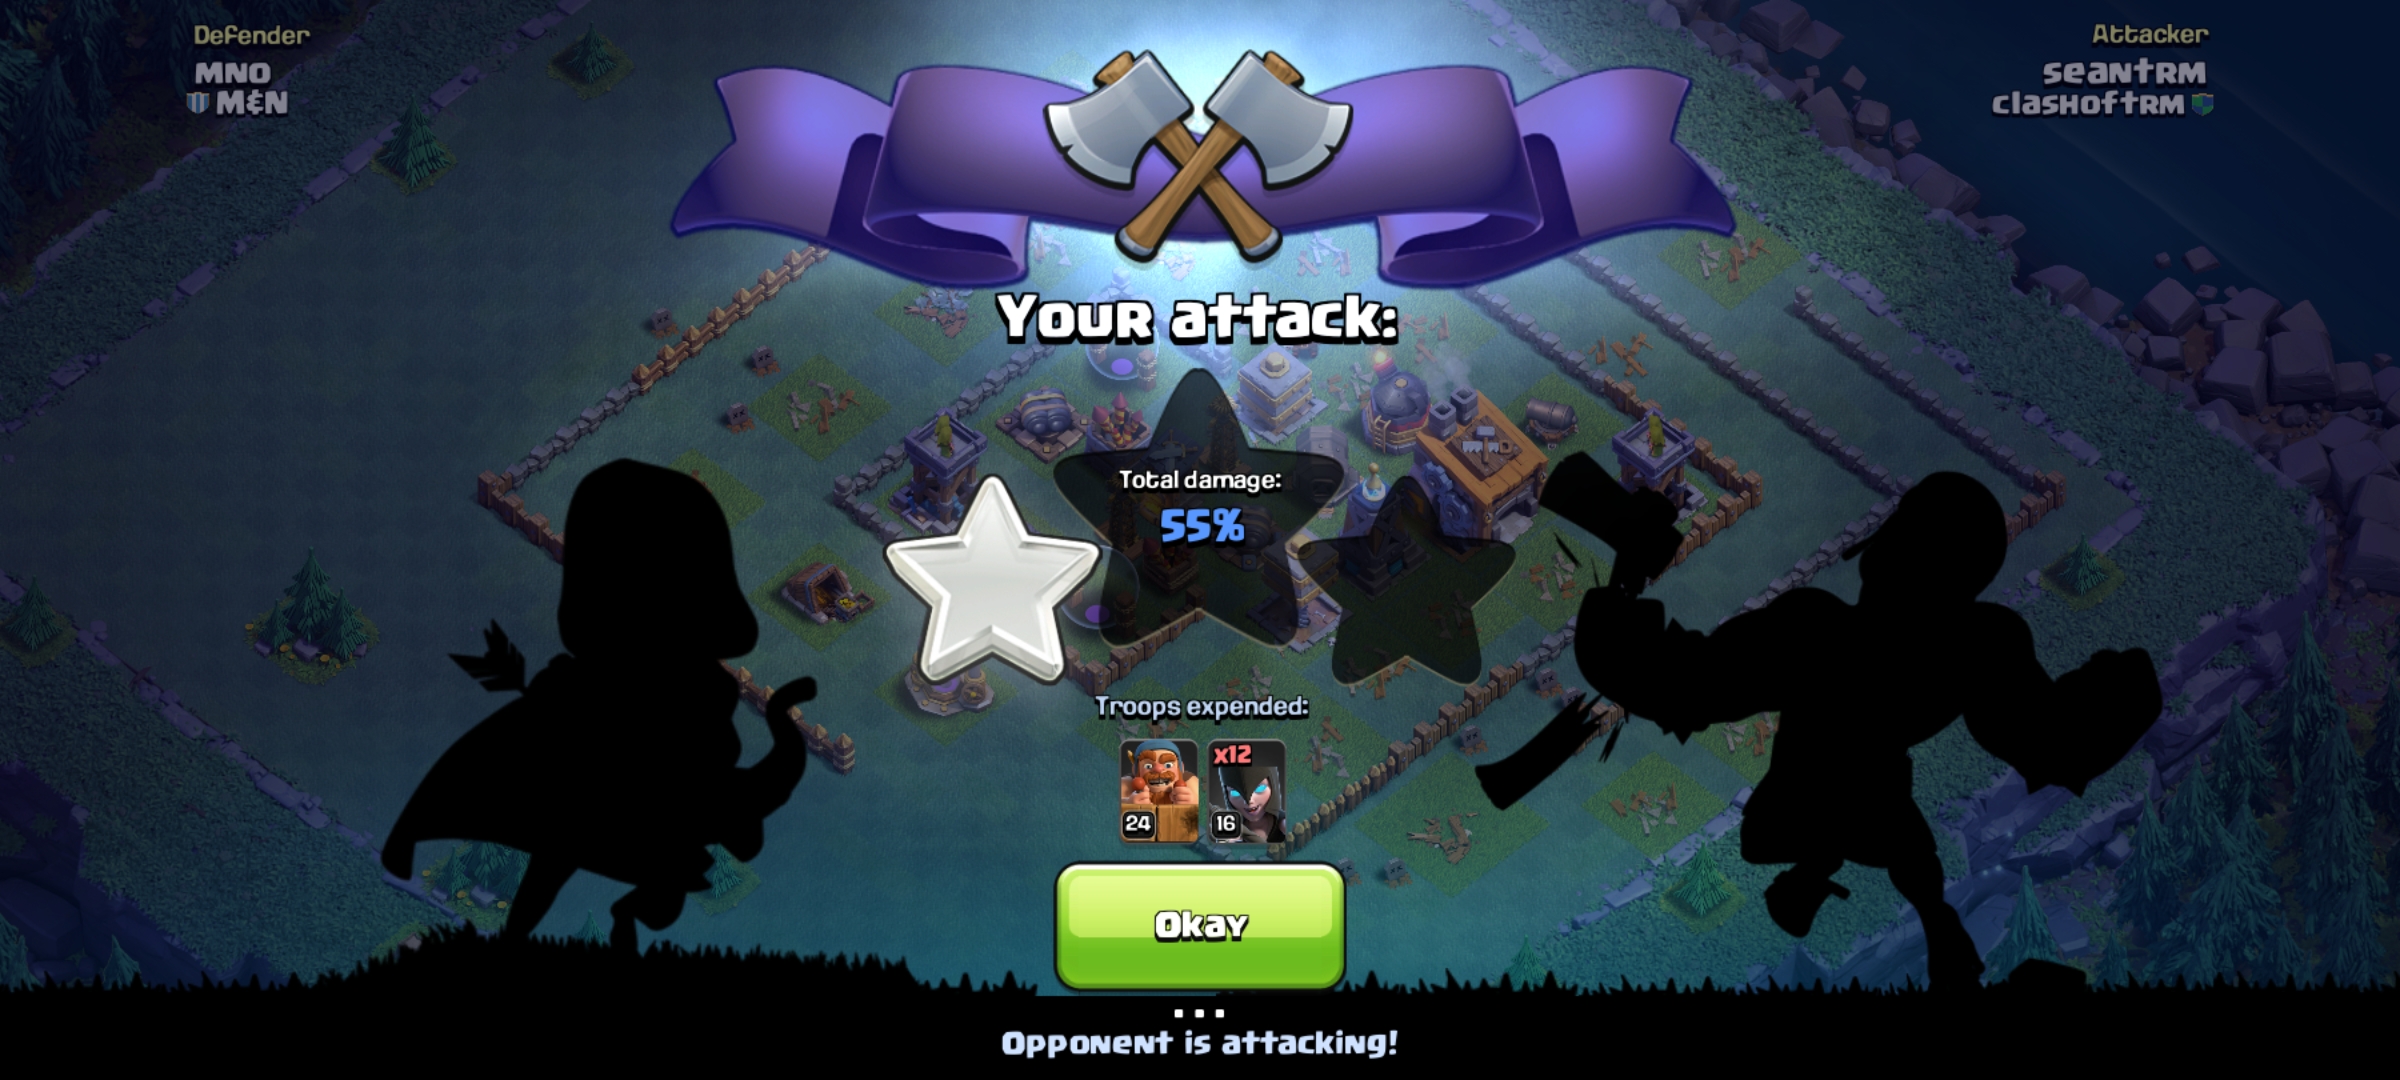 Defender
MNO
M&N
Attacker
seantRM
clashoftRM
Your attack:
Total damage:
55%
Troops expended:
x12
24
16
Okay
...
Opponent is attacking!